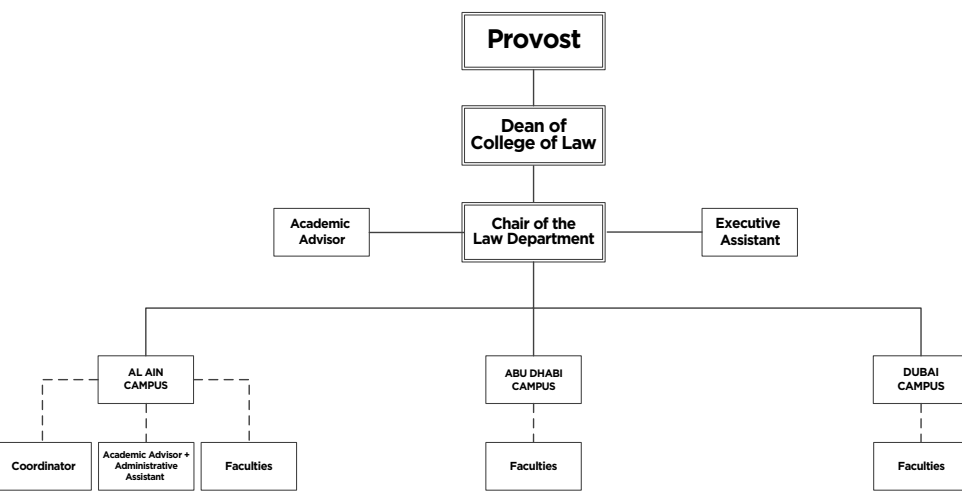 Provost
Dean of
College of Law
Academic
Advisor
Chair of the
Law Department
Executive
Assistant
AL AIN
CAMPUS
ABU DHABI
CAMPUS
DUBAI
CAMPUS
Coordinator
Academic Advisor +
Administrative
Assistant
Faculties
Faculties
Faculties